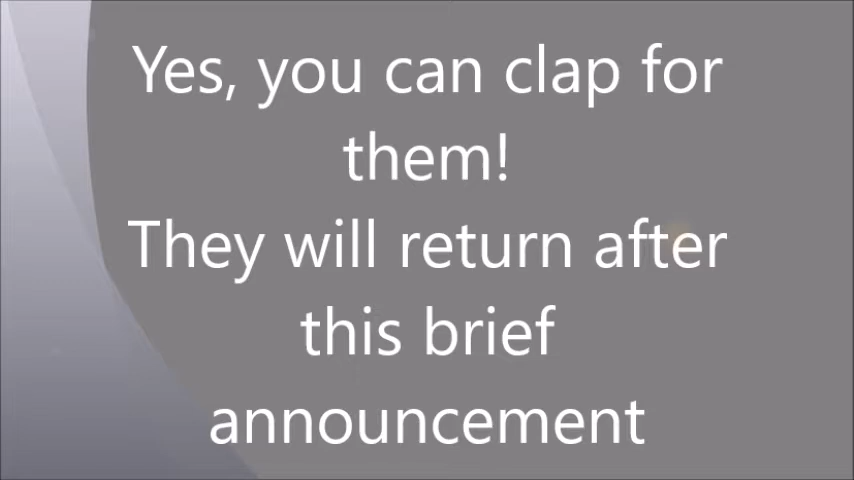 Yes, you can clap for
them!
They will return after
this brief
announcement